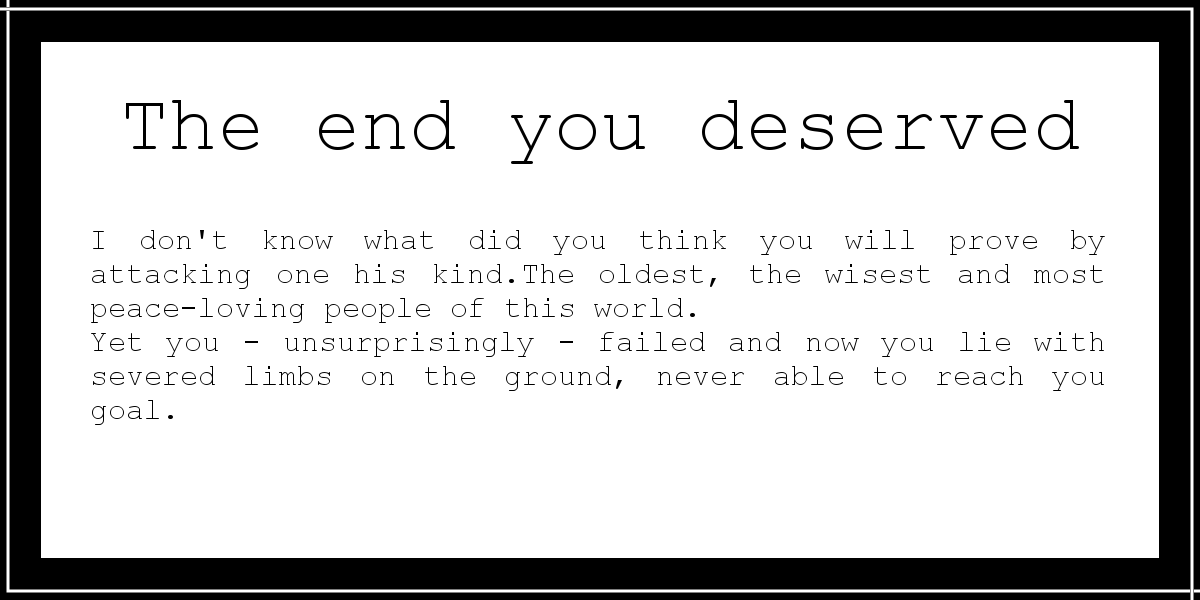 The end you deserved
I don't know what did you think you will prove by
attacking one his kind.The oldest, the wisest and most
peace-loving people of this world.
Yet you - unsurprisingly - failed and now you lie with
severed limbs on the ground, never able to reach you
goal.